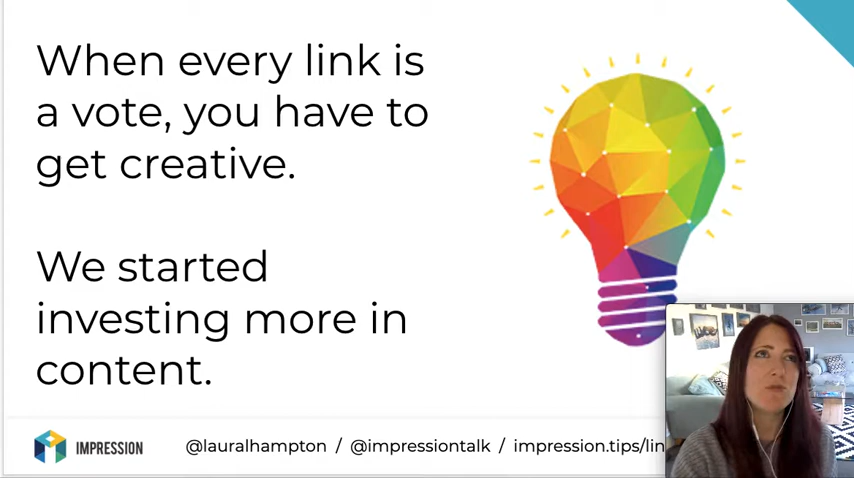 When every link is
a vote, you have to
get creative.
We started
investing more in
content.
IMPRESSION
@lauralhampton / @impressiontalk / impression.tips/lin